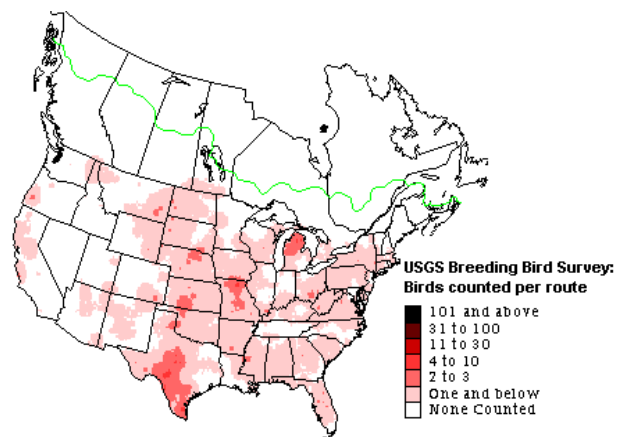 USGS Breeding Bird Survey:
Birds counted per route
101 and above
31 to 100
11 to 30
4 to 10
2 to 3
One and below
None Counted